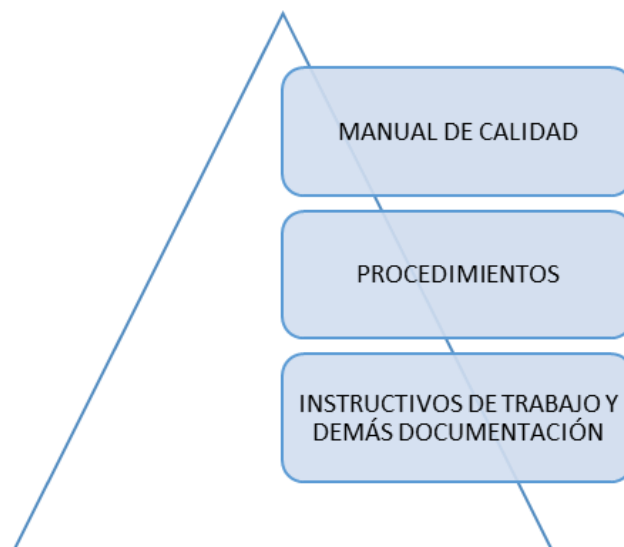 MANUAL DE CALIDAD
PROCEDIMIENTOS
INSTRUCTIVOS DE TRABAJO Y
DEMÁS DOCUMENTACIÓN